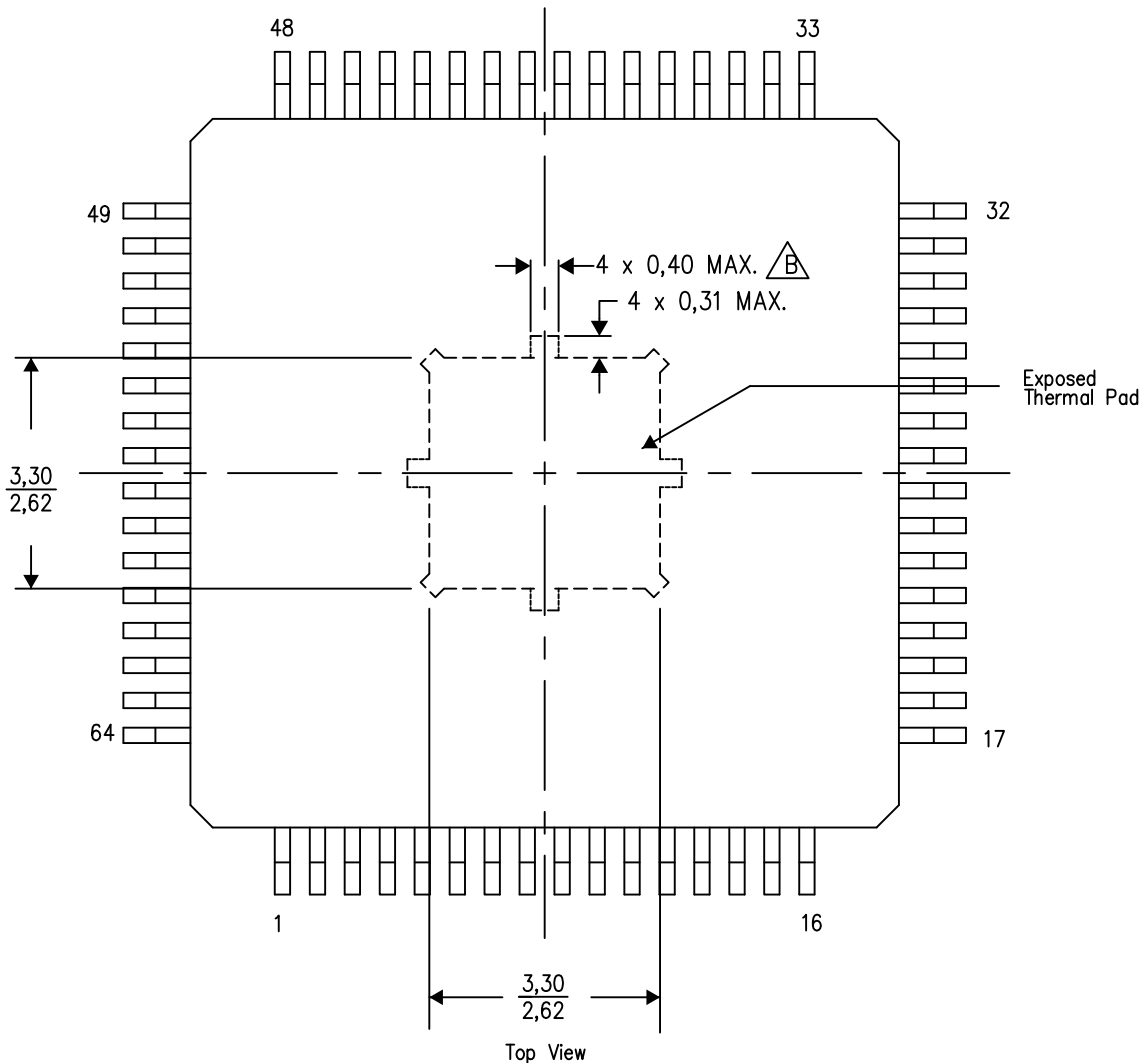 48
33
49
32
4 x 0,40 MAX. B
4 x 0,31 MAX.
Exposed
Thermal Pad
3,30
2,62
64
17
1
16
3,30
2,62
Top View